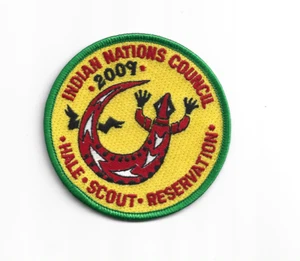 INDIAN NATIONS COUNCIL
• 2009 •
• HALE • SCOUT • RESERVATION •